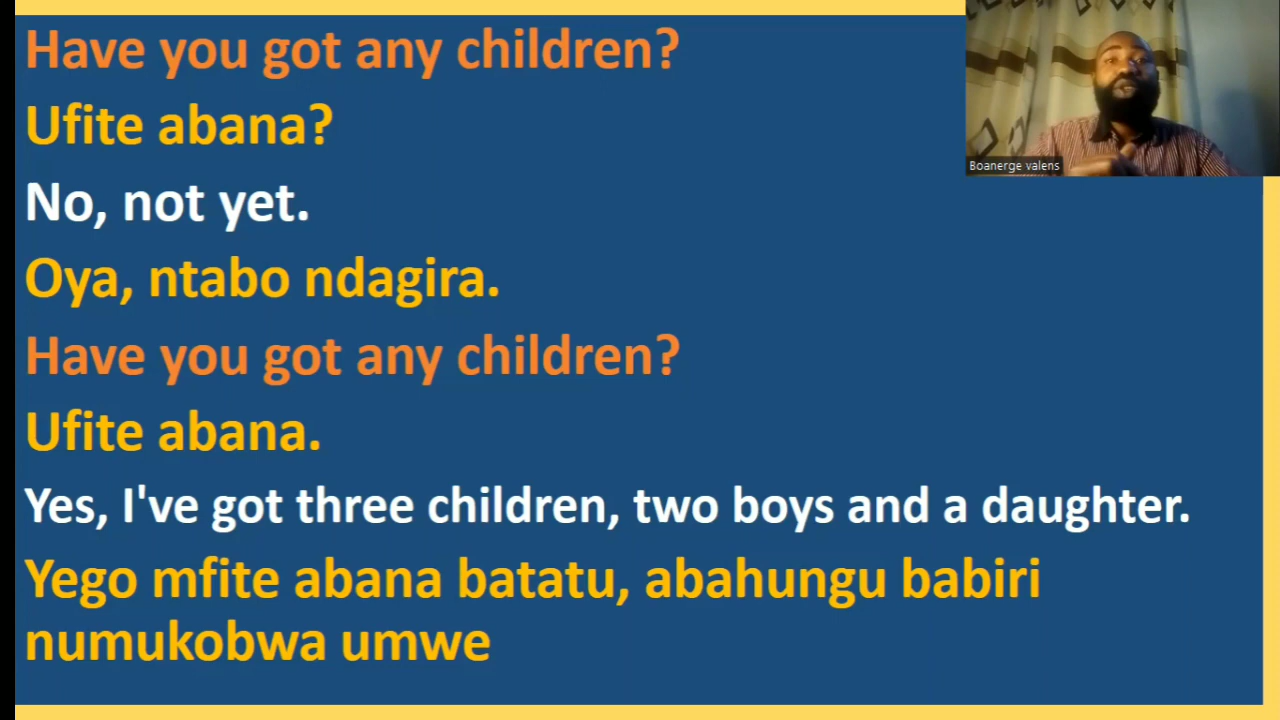 Have you got any children?
Ufite abana?
No, not yet.
Oya, ntabo ndagira.
Have you got any children?
Ufite abana.
Yes, I've got three children, two boys and a daughter.
Yego mfite abana batatu, abahungu babiri
numukobwa umwe
Boanerge valens